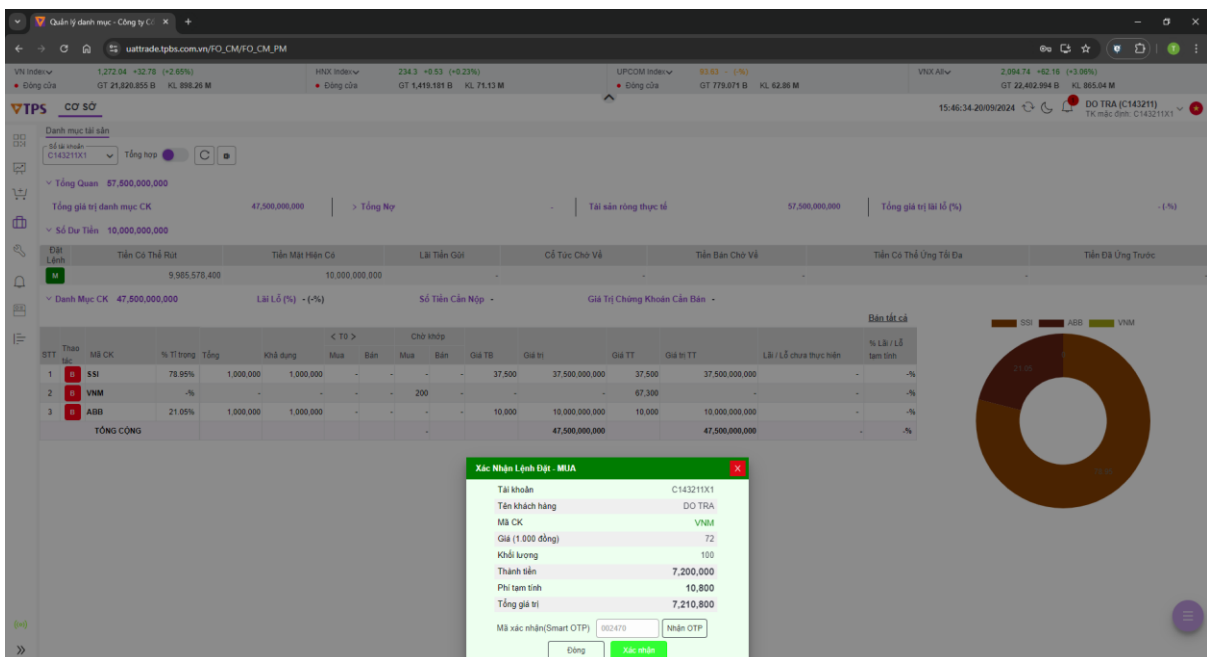 Quản lý danh mục - Công ty Cổ
uattrade.tpbs.com.vn/FO_CM/FO_CM_PM
VN Index 1,272.04 +32.78 (+2.65%) HNX Index 234.3 +0.53 (+0.23%) UPCOM Index 93.63 - (-%) VNX All 2,094.74 +62.16 (+3.06%)
Đóng cửa GT 21,820.855 B KL 898.26 M Đóng cửa GT 1,419.181 B KL 71.13 M Đóng cửa GT 779.071 B KL 62.86 M GT 22,402.994 B KL 865.04 M
TPS CƠ SỞ 15:46:34-20/09/2024 DO TRA (C143211)
TK mặc định: C143211X1
Danh mục tài sản
Số tài khoản
C143211X1 Tổng hợp
Tổng Quan 57,500,000,000
Tổng giá trị danh mục CK 47,500,000,000 > Tổng Nợ - Tài sản ròng thực tế 57,500,000,000 Tổng giá trị lãi lỗ (%) - (-%)
Số Dư Tiền 10,000,000,000
Đặt Lệnh Tiền Có Thể Rút Tiền Mặt Hiện Có Lãi Tiền Gửi Cổ Tức Chờ Về Tiền Bán Chờ Về Tiền Có Thể Ứng Tối Đa Tiền Đã Ứng Trước
M 9,985,578,400 10,000,000,000 - - - - -
Danh Mục CK 47,500,000,000 Lãi Lỗ (%) - (-%) Số Tiền Cần Nộp - Giá Trị Chứng Khoán Cần Bán -
Bán tất cả
SSI ABB VNM
< T0 > Chờ khớp
STT Thao tác Mã CK % Tỉ trọng Tổng Khả dụng Mua Bán Mua Bán Giá TB Giá trị Giá TT Giá trị TT Lãi / Lỗ chưa thực hiện % Lãi / Lỗ tạm tính
1 B SSI 78.95% 1,000,000 1,000,000 - - - - 37,500 37,500,000,000 37,500 37,500,000,000 - -%
2 B VNM -% - - - - 200 - - - 67,300 - - -%
3 B ABB 21.05% 1,000,000 1,000,000 - - - - 10,000 10,000,000,000 10,000 10,000,000,000 - -%
TỔNG CỘNG - 47,500,000,000 47,500,000,000 - -%
21.05
0
Xác Nhận Lệnh Đặt - MUA X
Tài khoản C143211X1
Tên khách hàng DO TRA
Mã CK VNM
Giá (1.000 đồng) 72
Khối lượng 100
Thành tiền 7,200,000
Phí tạm tính 10,800
Tổng giá trị 7,210,800
Mã xác nhận(Smart OTP) 002470 Nhận OTP
Đóng Xác nhận